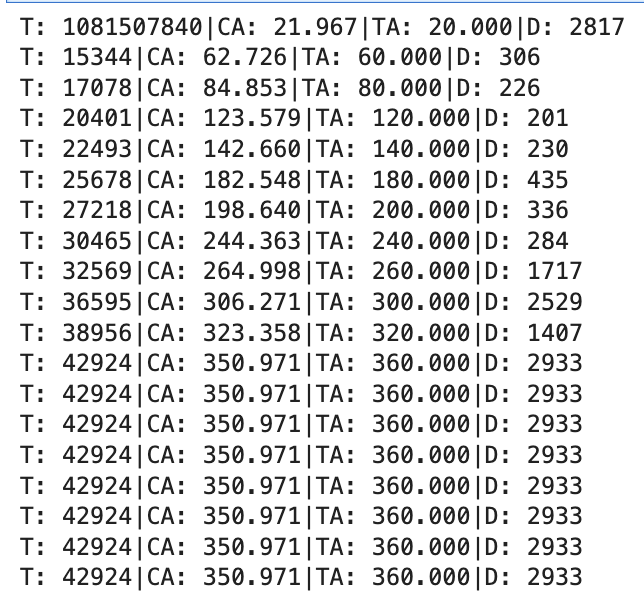 T: 1081507840|CA: 21.967|TA: 20.000|D: 2817
T: 15344|CA: 62.726|TA: 60.000|D: 306
T: 17078|CA: 84.853|TA: 80.000|D: 226
T: 20401|CA: 123.579|TA: 120.000|D: 201
T: 22493|CA: 142.660|TA: 140.000|D: 230
T: 25678|CA: 182.548|TA: 180.000|D: 435
T: 27218|CA: 198.640|TA: 200.000|D: 336
T: 30465|CA: 244.363|TA: 240.000|D: 284
T: 32569|CA: 264.998|TA: 260.000|D: 1717
T: 36595|CA: 306.271|TA: 300.000|D: 2529
T: 38956|CA: 323.358|TA: 320.000|D: 1407
T: 42924|CA: 350.971|TA: 360.000|D: 2933
T: 42924|CA: 350.971|TA: 360.000|D: 2933
T: 42924|CA: 350.971|TA: 360.000|D: 2933
T: 42924|CA: 350.971|TA: 360.000|D: 2933
T: 42924|CA: 350.971|TA: 360.000|D: 2933
T: 42924|CA: 350.971|TA: 360.000|D: 2933
T: 42924|CA: 350.971|TA: 360.000|D: 2933
T: 42924|CA: 350.971|TA: 360.000|D: 2933